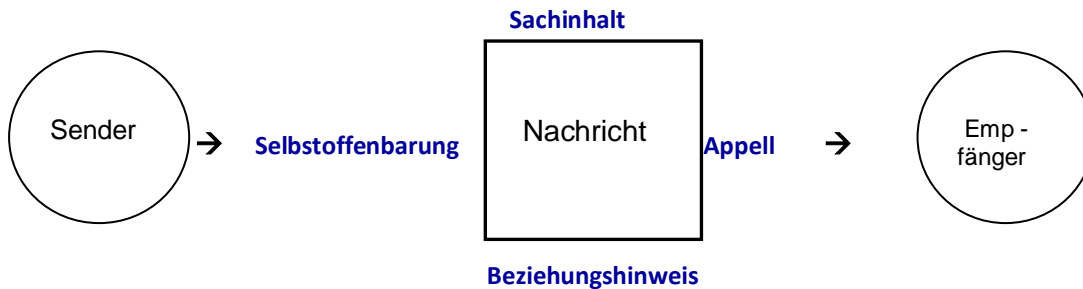 Sachinhalt
Sender
→ Selbstoffenbarung
Nachricht
Appell →
Emp -
fänger
Beziehungshinweis